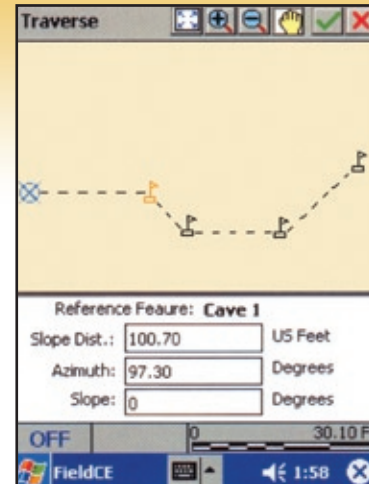 Traverse
Reference Feaure: Cave 1
Slope Dist.: 100.70 US Feet
Azimuth: 97.30 Degrees
Slope: 0 Degrees
OFF 0 30.10 F
FieldCE 1:58